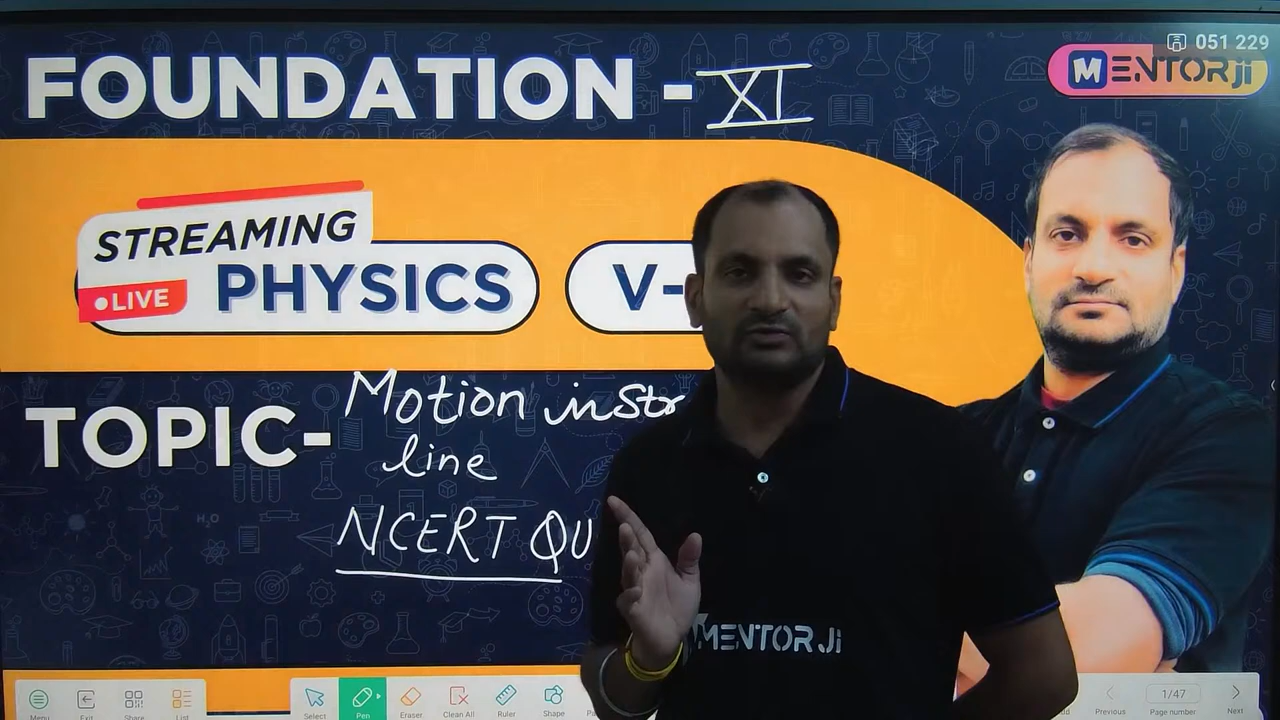 051 229
FOUNDATION - XI
MENTORJI
STREAMING
LIVE
PHYSICS
V-
TOPIC-
Motion in str
line
NCERT QU
MENTORJI
Menu
Exit
Share
List
Select
Pen
Eraser
Clean All
Ruler
Shape
Previous
1/47
Page number
Next